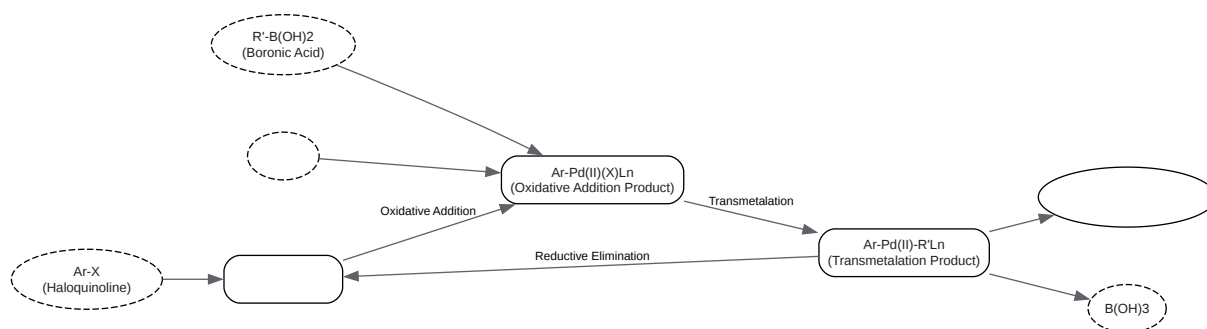 R'-B(OH)2
(Boronic Acid)
Ar-Pd(II)(X)Ln
(Oxidative Addition Product)
Transmetalation
Oxidative Addition
Ar-Pd(II)-R'Ln
(Transmetalation Product)
Reductive Elimination
Ar-X
(Haloquinoline)
B(OH)3